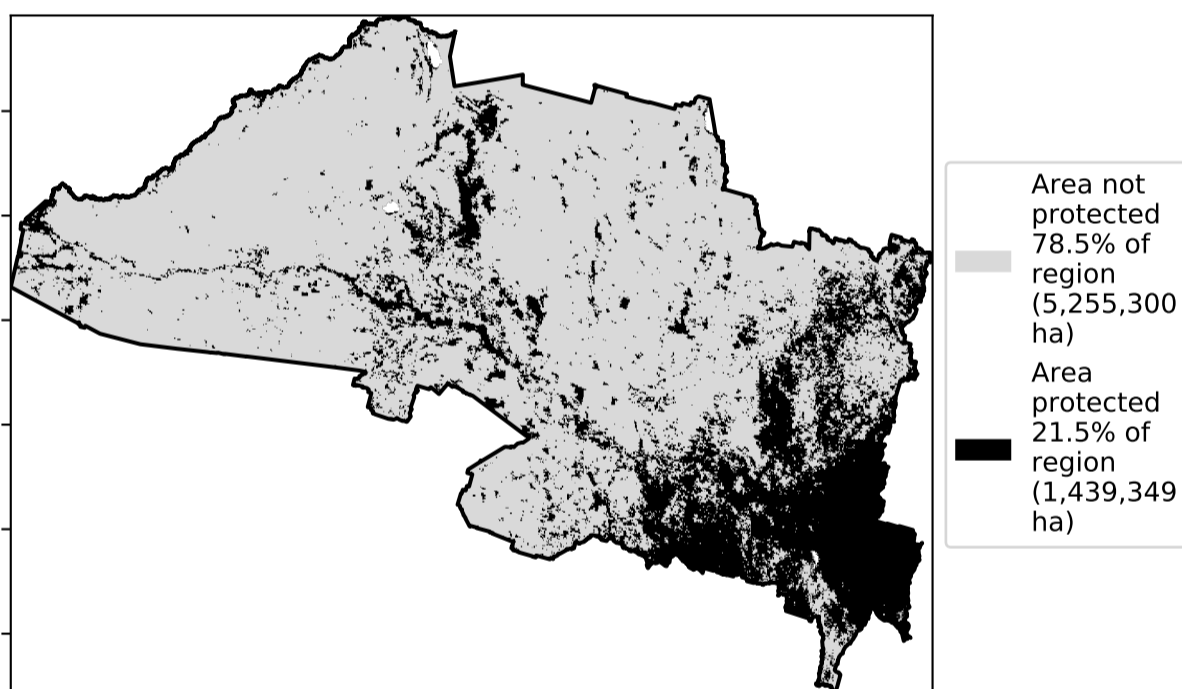 Area not
protected
78.5% of
region
(5,255,300
ha)
Area
protected
21.5% of
region
(1,439,349
ha)